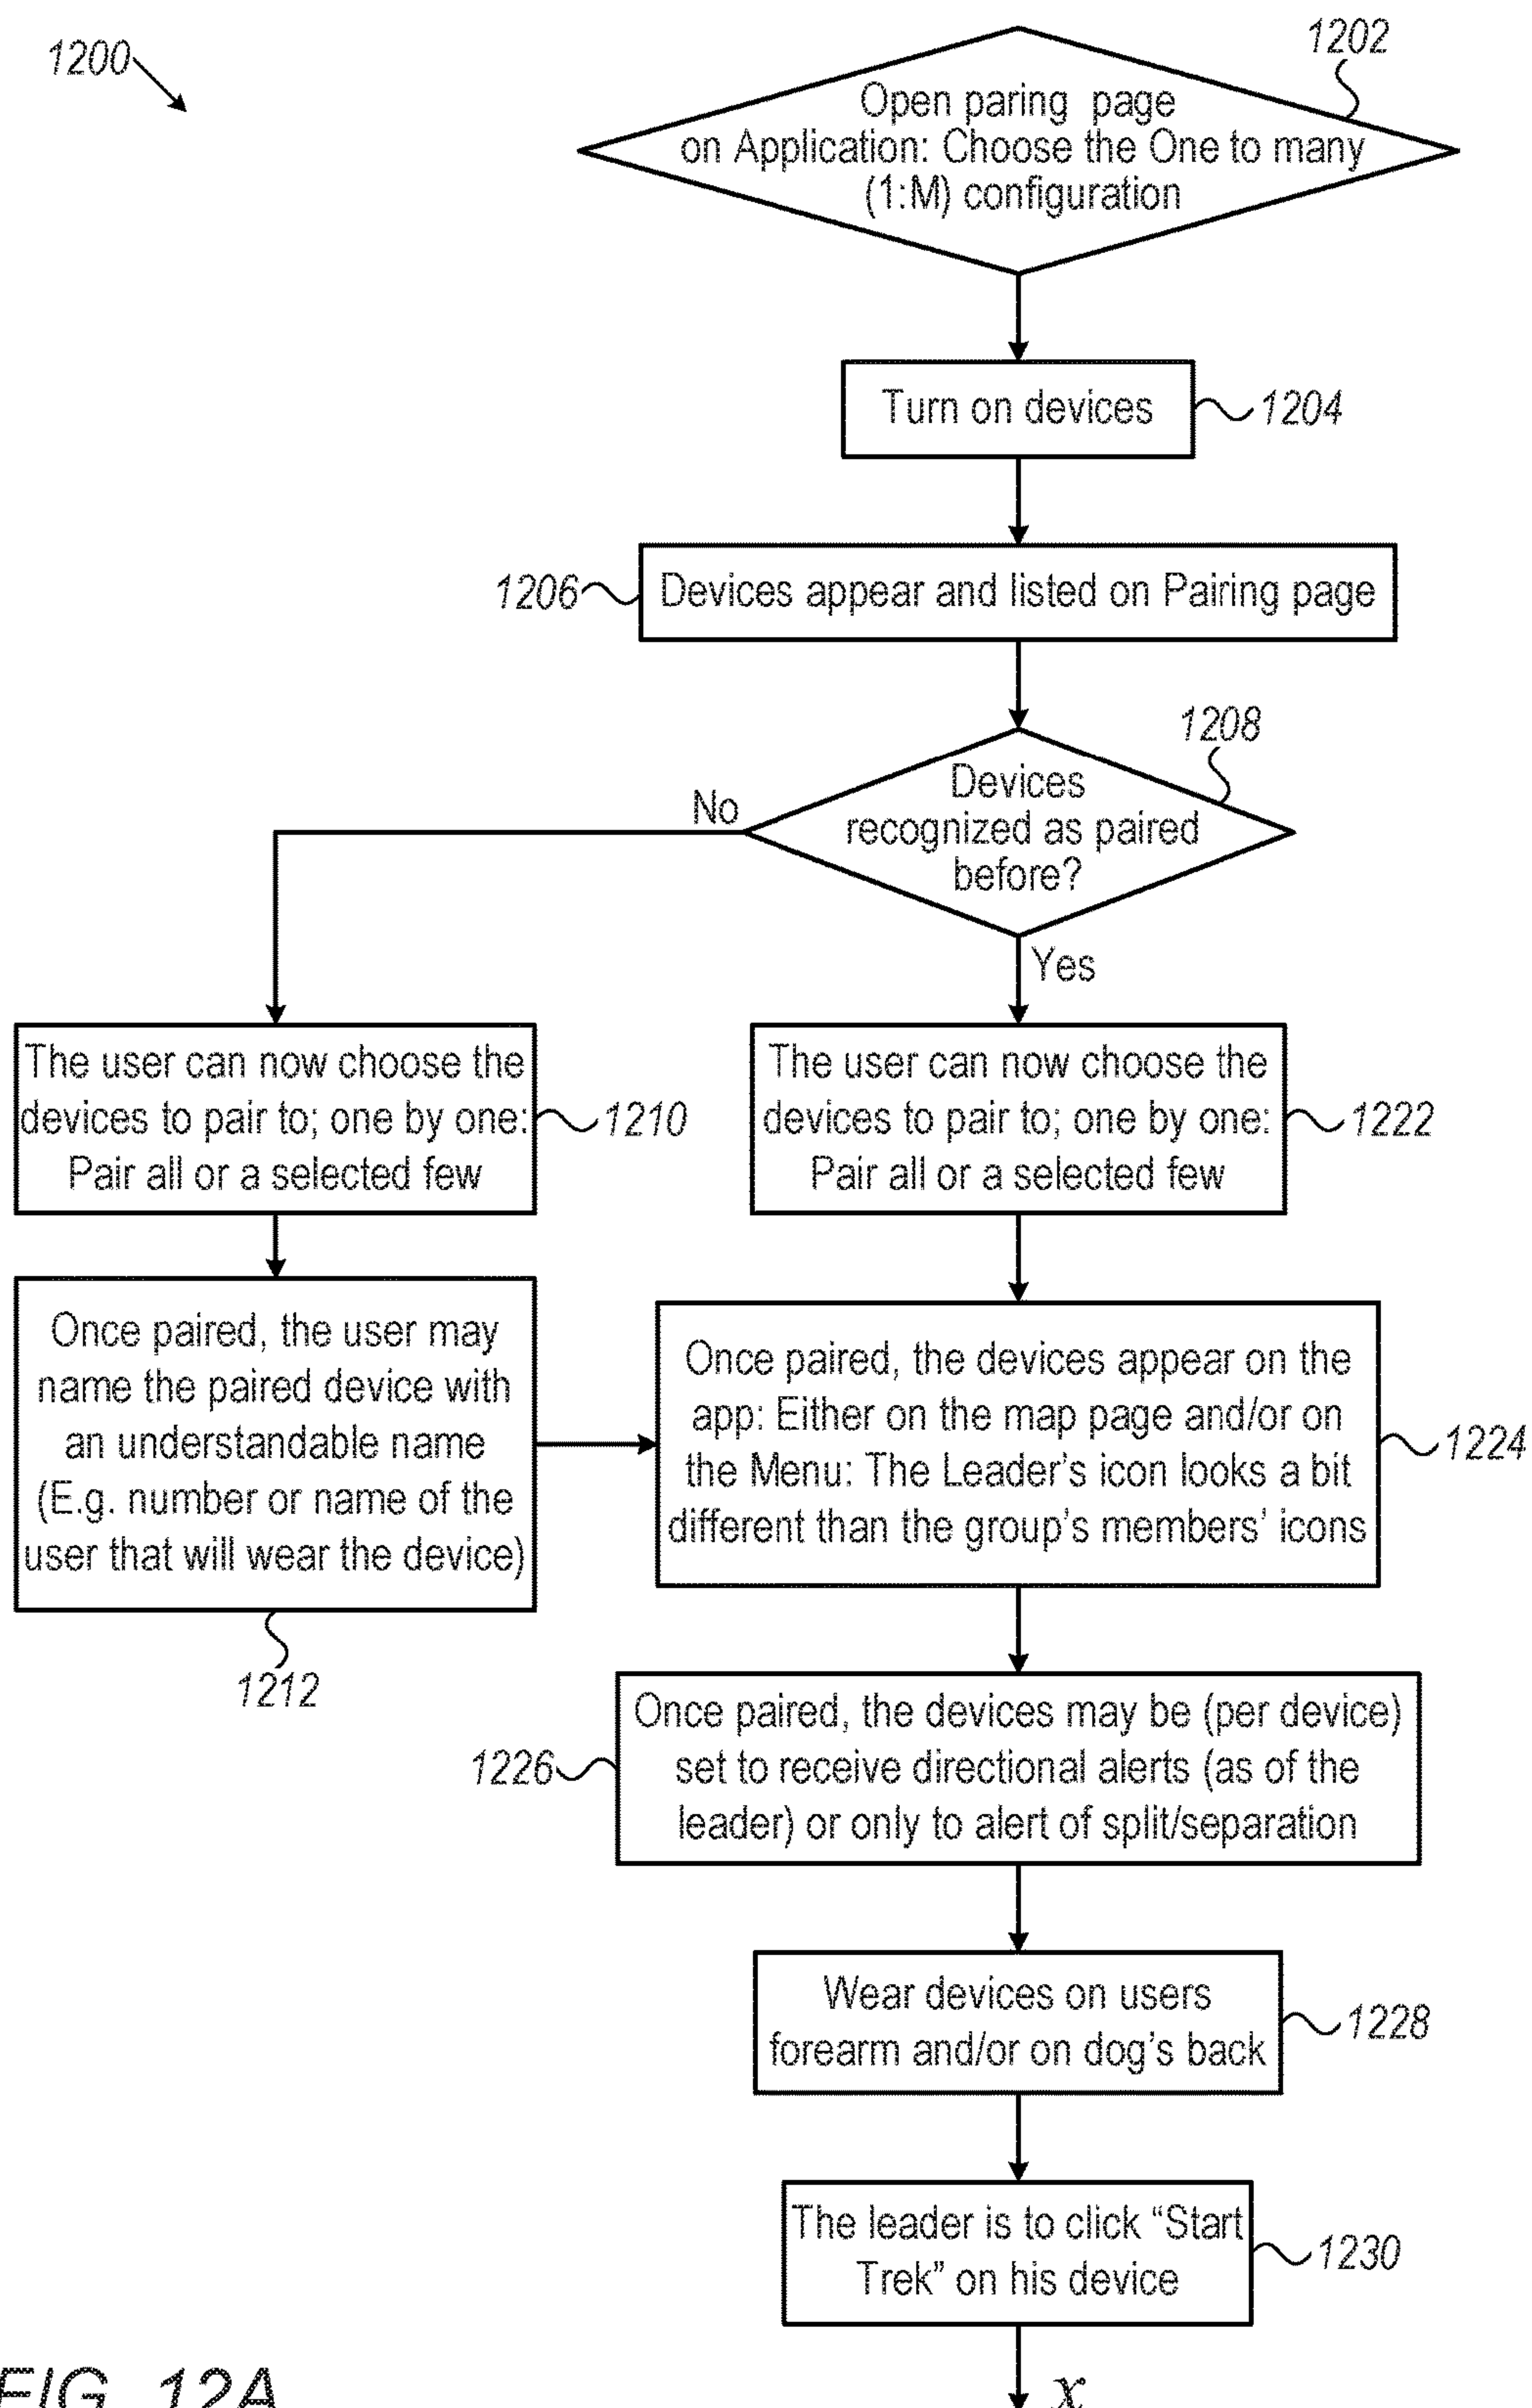 1200
1202
Open paring page
on Application: Choose the One to many
(1:M) configuration
Turn on devices
1204
1206
Devices appear and listed on Pairing page
1208
Devices
recognized as paired
before?
No
Yes
The user can now choose the
devices to pair to; one by one:
Pair all or a selected few
1210
The user can now choose the
devices to pair to; one by one:
Pair all or a selected few
1222
Once paired, the user may
name the paired device with
an understandable name
(E.g. number or name of the
user that will wear the device)
1212
Once paired, the devices appear on the
app: Either on the map page and/or on
the Menu: The Leader's icon looks a bit
different than the group's members' icons
1224
Once paired, the devices may be (per device)
set to receive directional alerts (as of the
leader) or only to alert of split/separation
1226
Wear devices on users
forearm and/or on dog's back
1228
The leader is to click “Start
Trek” on his device
1230
FIG. 12A
X